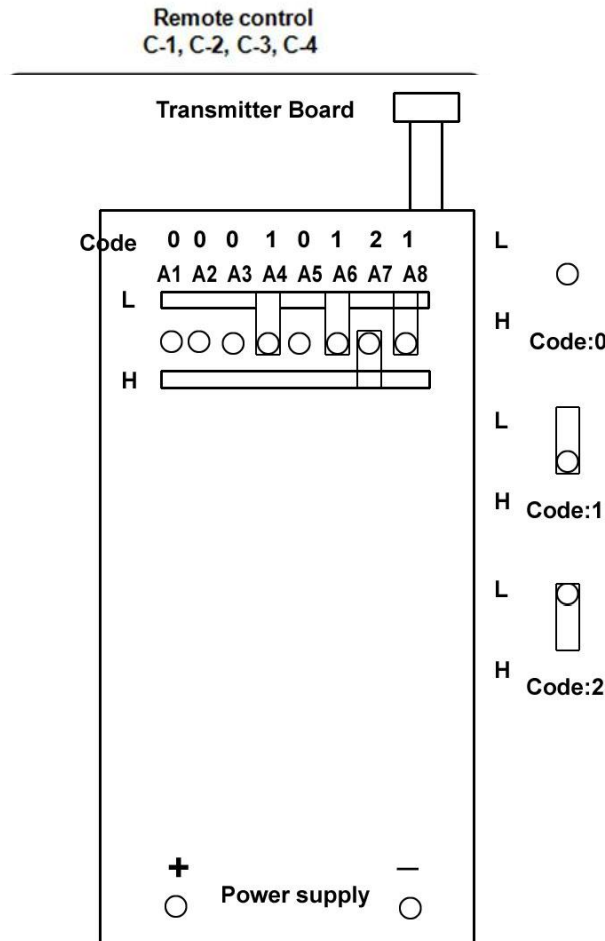 Remote control
C-1, C-2, C-3, C-4
Transmitter Board
Code 0 0 0 1 0 1 2 1
A1 A2 A3 A4 A5 A6 A7 A8
L
H
L
H
Code:0
L
H
Code:1
L
H
Code:2
+ −
Power supply